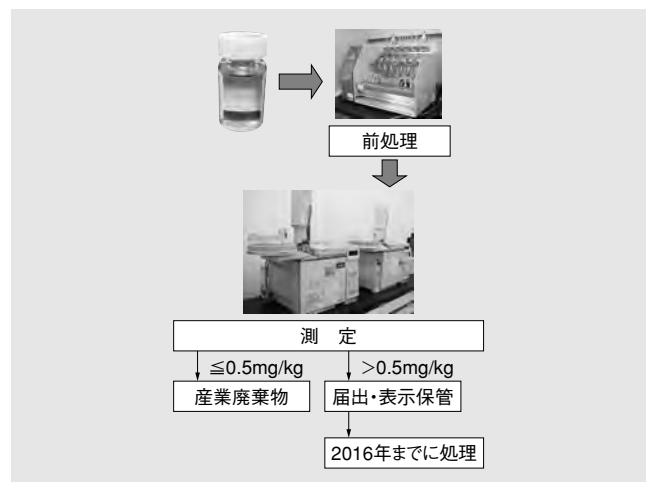 前処理
測 定
≦0.5mg/kg
>0.5mg/kg
産業廃棄物
届出・表示保管
2016年までに処理